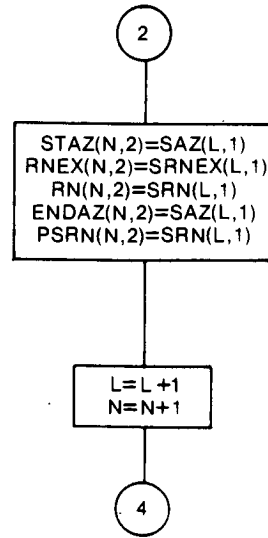 2
STAZ(N,2)=SAZ(L,1)
RNEX(N,2)=SRNEX(L,1)
RN(N,2)=SRN(L,1)
ENDAZ(N,2)=SAZ(L,1)
PSRN(N,2)=SRN(L,1)
L=L+1
N=N+1
4